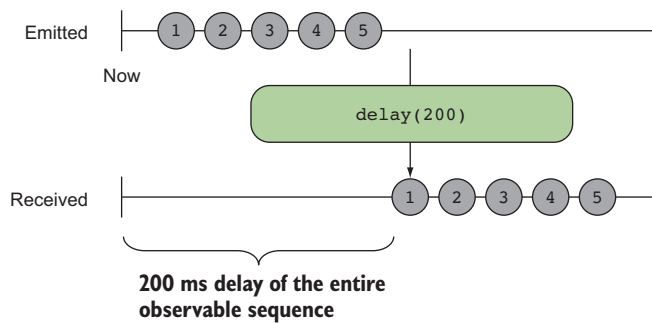 Emitted
1 2 3 4 5
Now
delay(200)
Received
1 2 3 4 5
200 ms delay of the entire
observable sequence